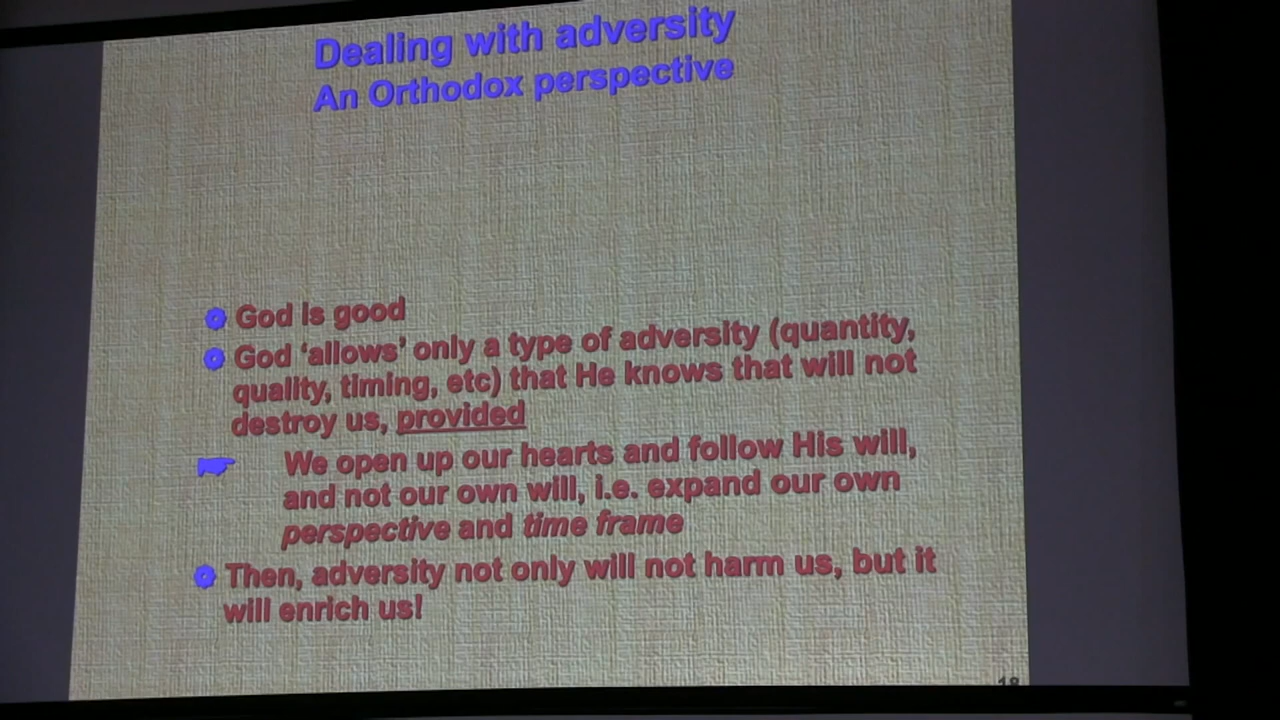 Dealing with adversity
An Orthodox perspective
God is good
God ‘allows’ only a type of adversity (quantity,
quality, timing, etc) that He knows that will not
destroy us, provided
We open up our hearts and follow His will,
and not our own will, i.e. expand our own
perspective and time frame
Then, adversity not only will not harm us, but it
will enrich us!
18